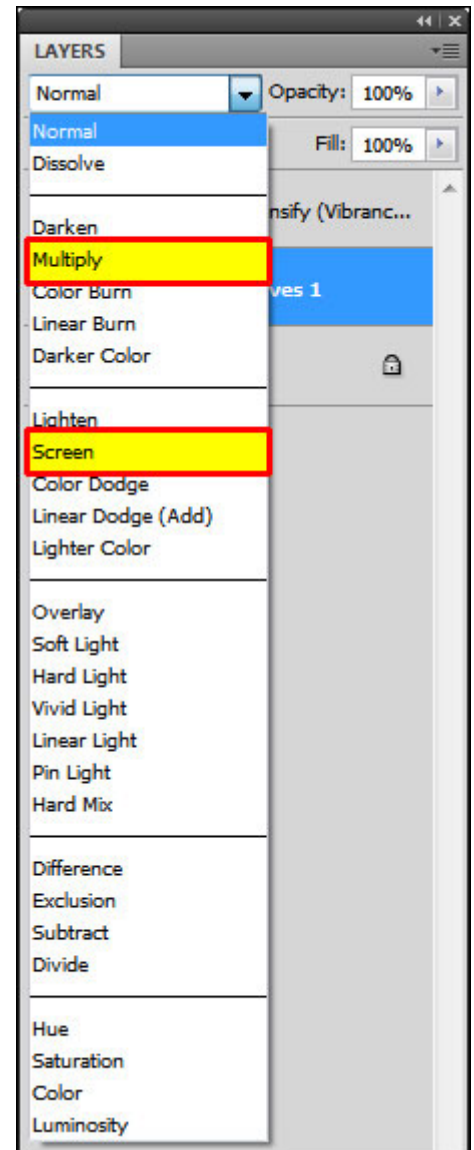 LAYERS
Normal Opacity: 100%
Normal Fill: 100%
Dissolve
nsify (Vibranc...
Darken
Multiply
Color Burn ves 1
Linear Burn
Darker Color
Lighten
Screen
Color Dodge
Linear Dodge (Add)
Lighter Color
Overlay
Soft Light
Hard Light
Vivid Light
Linear Light
Pin Light
Hard Mix
Difference
Exclusion
Subtract
Divide
Hue
Saturation
Color
Luminosity